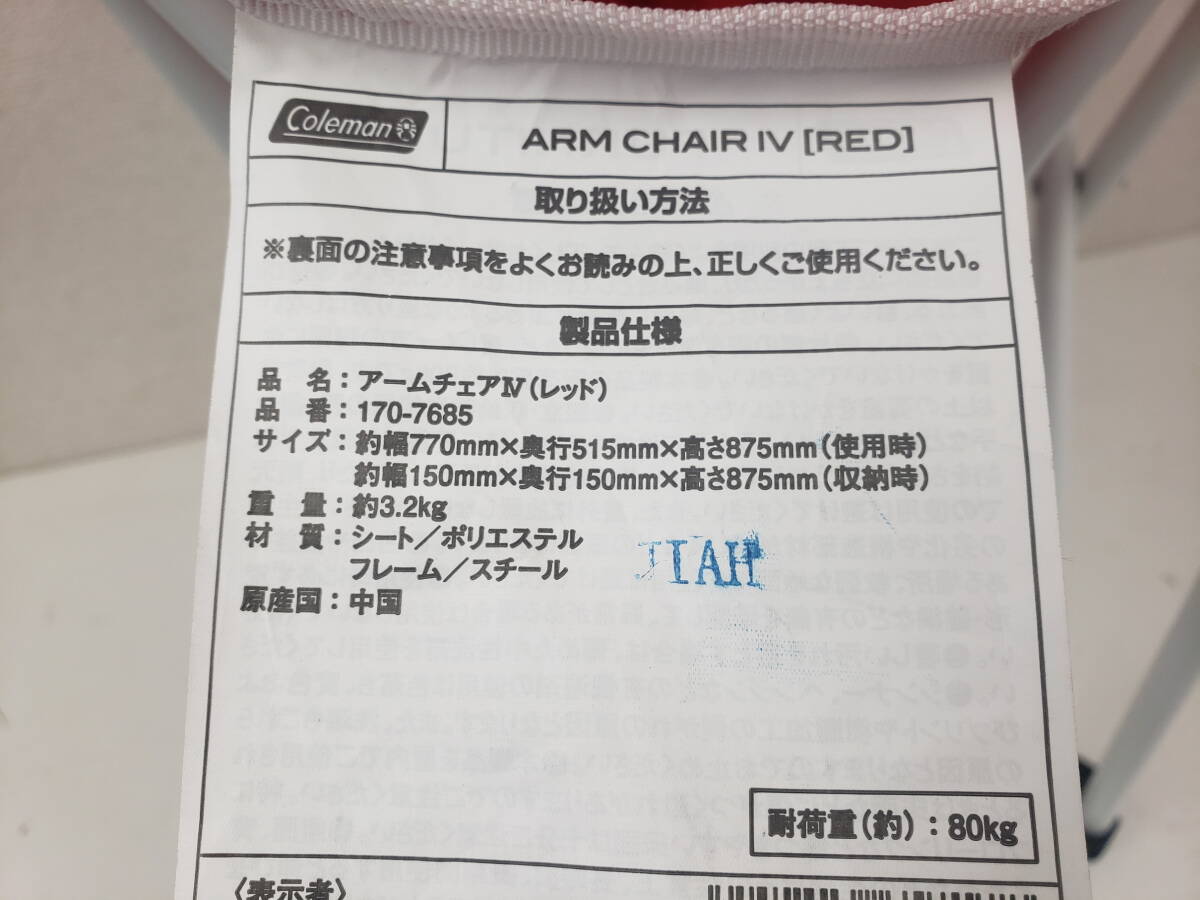 Coleman
ARM CHAIR IV [RED]
取り扱い方法
※裏面の注意事項をよくお読みの上、正しくご使用ください。
製品仕様
品 名：アームチェアⅣ（レッド）
品 番：170-7685
サイズ：約幅770mm×奥行515mm×高さ875mm（使用時）
約幅150mm×奥行150mm×高さ875mm（収納時）
重 量：約3.2kg
材 質：シート／ポリエステル
フレーム／スチール
原産国：中国
JIAH
耐荷重（約）：80kg
〈表示者〉